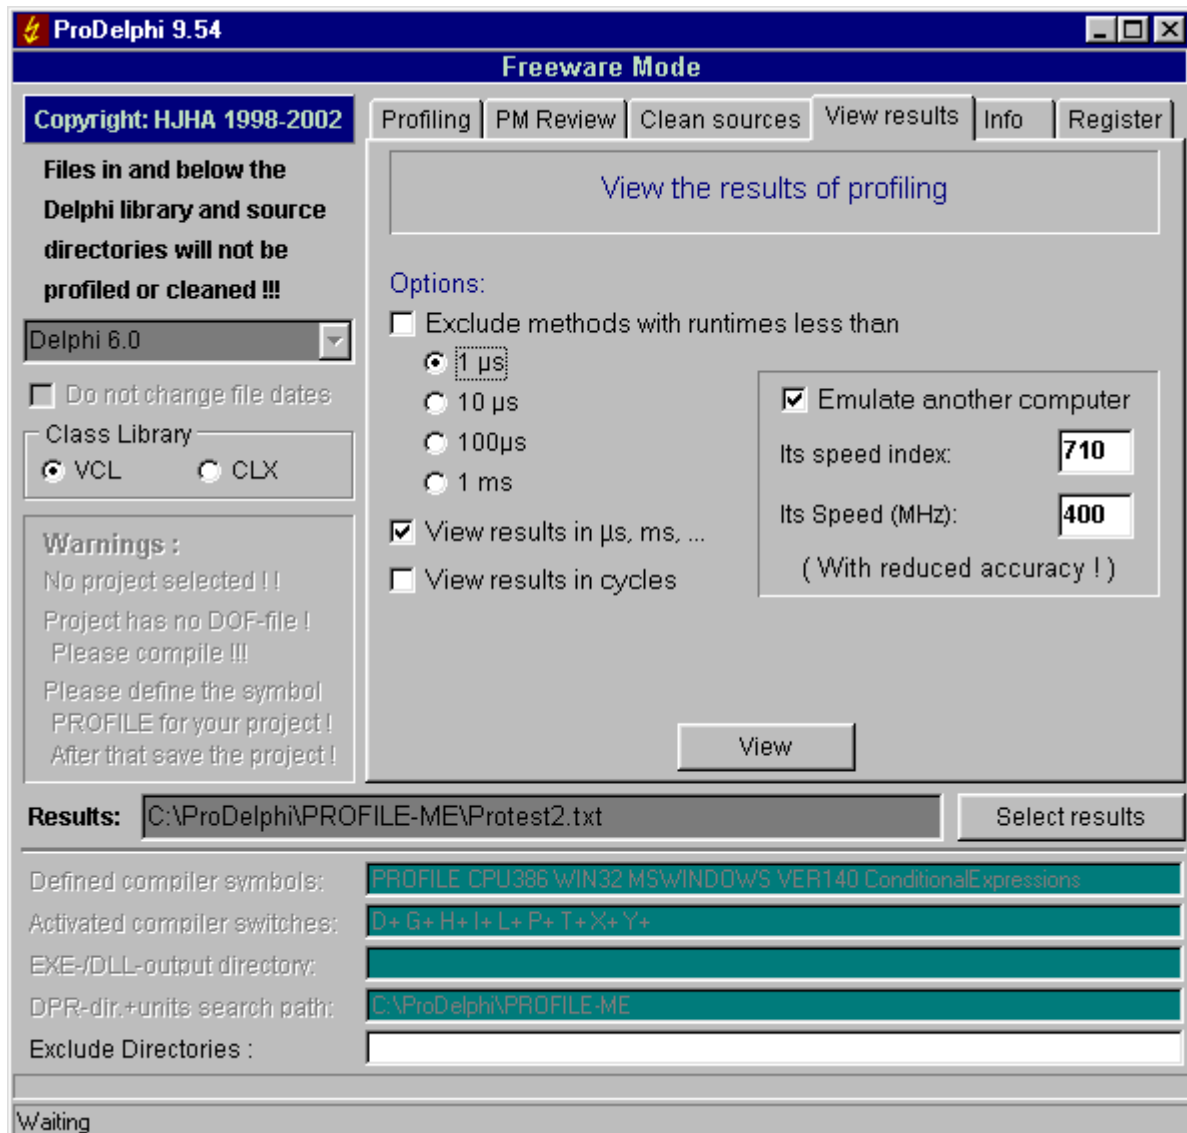 ProDelphi 9.54
Freeware Mode
Copyright: HJHA 1998-2002
Files in and below the
Delphi library and source
directories will not be
profiled or cleaned !!!
Delphi 6.0
Do not change file dates
Class Library
VCL CLX
Warnings :
No project selected ! !
Project has no DOF-file !
Please compile !!!
Please define the symbol
PROFILE for your project !
After that save the project !
Profiling PM Review Clean sources View results Info Register
View the results of profiling
Options:
Exclude methods with runtimes less than
1 µs
10 µs
100µs
1 ms
View results in µs, ms, ...
View results in cycles
Emulate another computer
Its speed index: 710
Its Speed (MHz): 400
( With reduced accuracy ! )
View
Results: C:\ProDelphi\PROFILE-ME\Protest2.txt Select results
Defined compiler symbols: PROFILE CPU386 WIN32 MSWINDOWS VER140 ConditionalExpressions
Activated compiler switches: D+ G+ H+ I+ L+ P+ T+ X+ Y+
EXE-/DLL-output directory:
DPR-dir.+units search path: C:\ProDelphi\PROFILE-ME
Exclude Directories :
Waiting